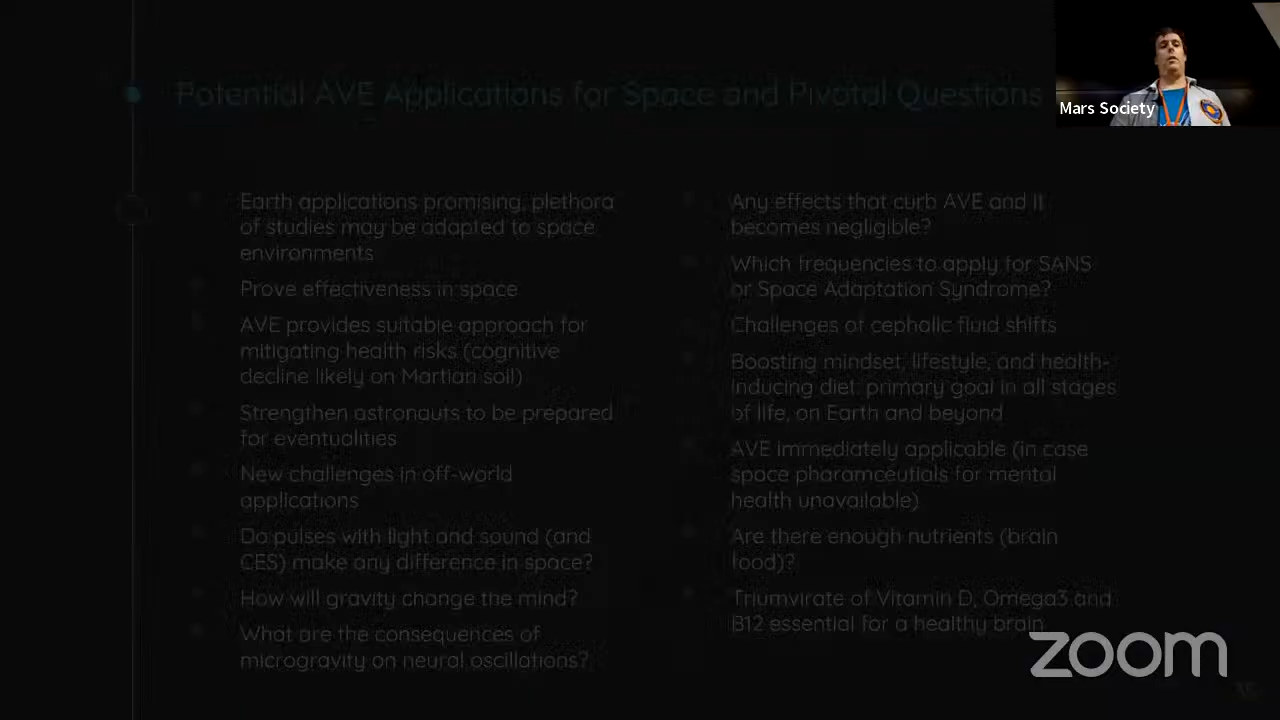 Potential AVE Applications for Space and Pivotal Questions
Mars Society
Earth applications promising, plethora
of studies may be adapted to space
environments
Prove effectiveness in space
AVE provides suitable approach for
mitigating health risks (cognitive
decline likely on Martian soil)
Strengthen astronauts to be prepared
for eventualities
New challenges in off-world
applications
Do pulses with light and sound (and
CES) make any difference in space?
How will gravity change the mind?
What are the consequences of
microgravity on neural oscillations?
Any effects that curb AVE and it
becomes negligible?
Which frequencies to apply for SANS
or Space Adaptation Syndrome?
Challenges of cephalic fluid shifts
Boosting mindset, lifestyle, and health-
inducing diet: primary goal in all stages
of life, on Earth and beyond
AVE immediately applicable (in case
space pharamceutials for mental
health unavailable)
Are there enough nutrients (brain
food)?
Triumvirate of Vitamin D, Omega3 and
B12 essential for a healthy brain
zoom